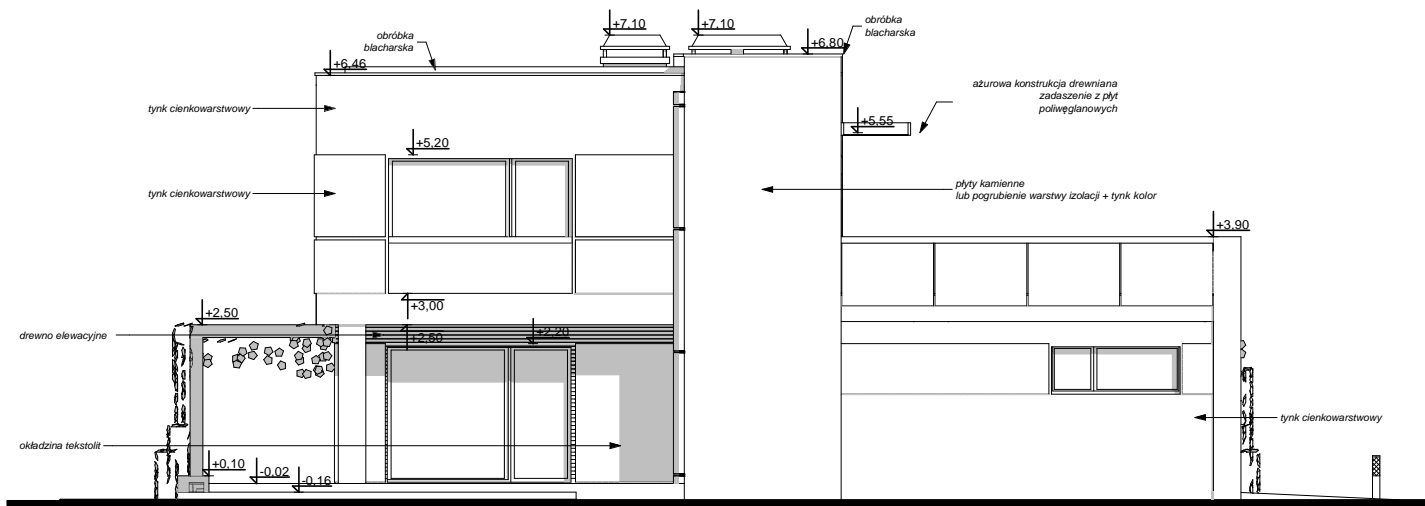 +7,10
+7,10
obróbka
blacharska
obróbka
blacharska
+6,80
+6,46
ażurowa konstrukcja drewniana
zadaszenie z płyt
poliwęglanowych
tynk cienkowarstwowy
+5,55
+5,20
tynk cienkowarstwowy
płyty kamienne
lub pogrubienie warstwy izolacji + tynk kolor
+3,90
+3,00
+2,50
drewno elewacyjne
+2,50
+2,20
tynk cienkowarstwowy
okładzina tekstolit
+0,10
-0,02
-0,16